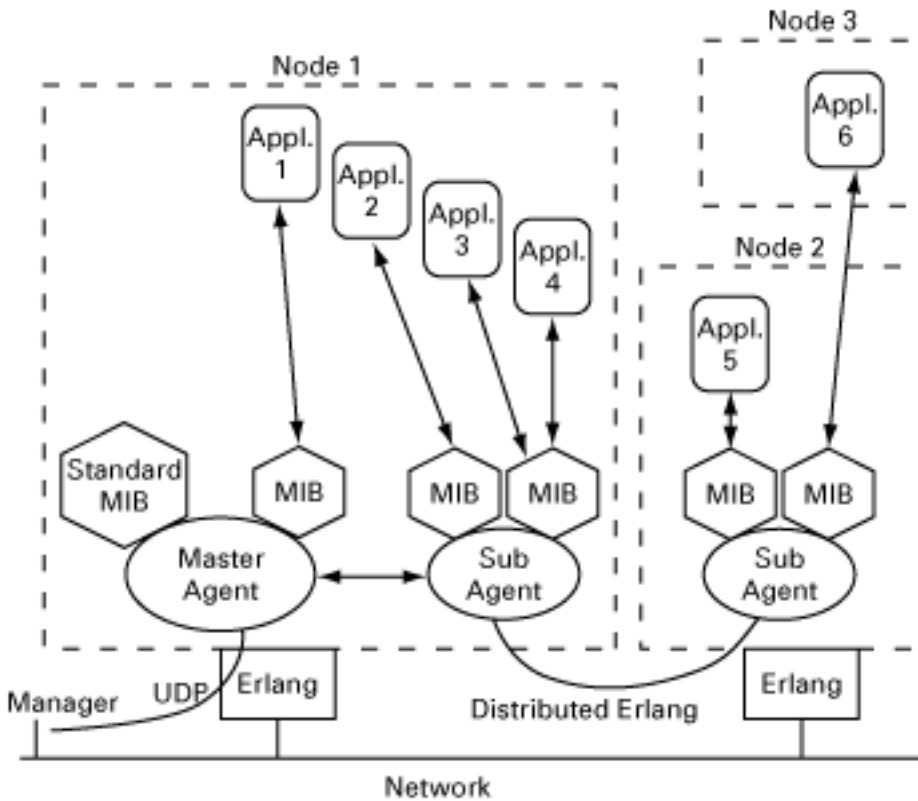 Node 3
Node 1
Appl.
6
Appl.
1
Appl.
2
Appl.
3
Appl.
4
Node 2
Appl.
5
Standard
MIB
MIB
MIB
MIB
MIB
MIB
Master
Agent
Sub
Agent
Sub
Agent
Manager
UDP
Erlang
Distributed Erlang
Erlang
Network